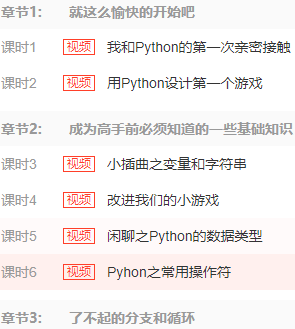 章节1: 就这么愉快的开始吧
课时1 视频 我和Python的第一次亲密接触
课时2 视频 用Python设计第一个游戏
章节2: 成为高手前必须知道的一些基础知识
课时3 视频 小插曲之变量和字符串
课时4 视频 改进我们的小游戏
课时5 视频 闲聊之Python的数据类型
课时6 视频 Pyhon之常用操作符
章节3: 了不起的分支和循环